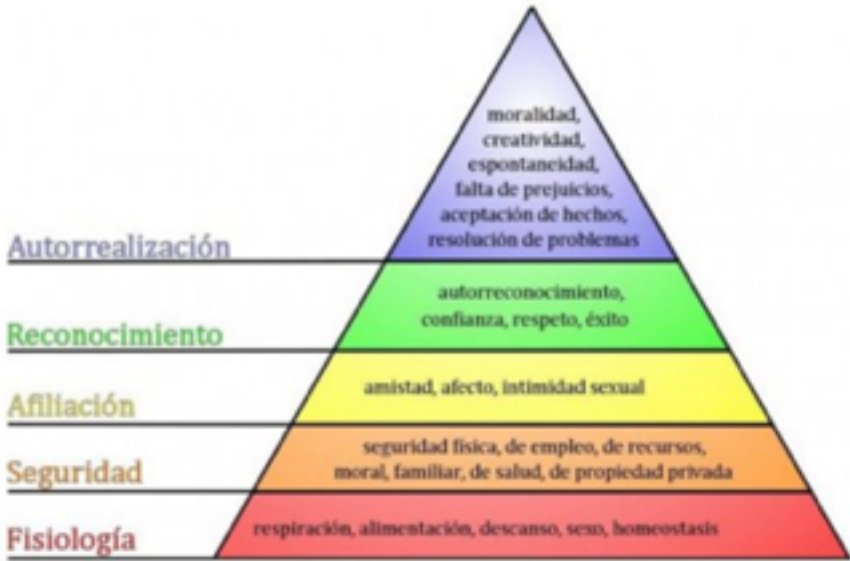 moralidad,
creatividad,
espontaneidad,
falta de prejuicios,
aceptación de hechos,
resolución de problemas
Autorrealización
autorreconocimiento,
confianza, respeto, éxito
Reconocimiento
amistad, afecto, intimidad sexual
Afiliación
seguridad física, de empleo, de recursos,
moral, familiar, de salud, de propiedad privada
Seguridad
respiración, alimentación, descanso, sexo, homeostasis
Fisiología